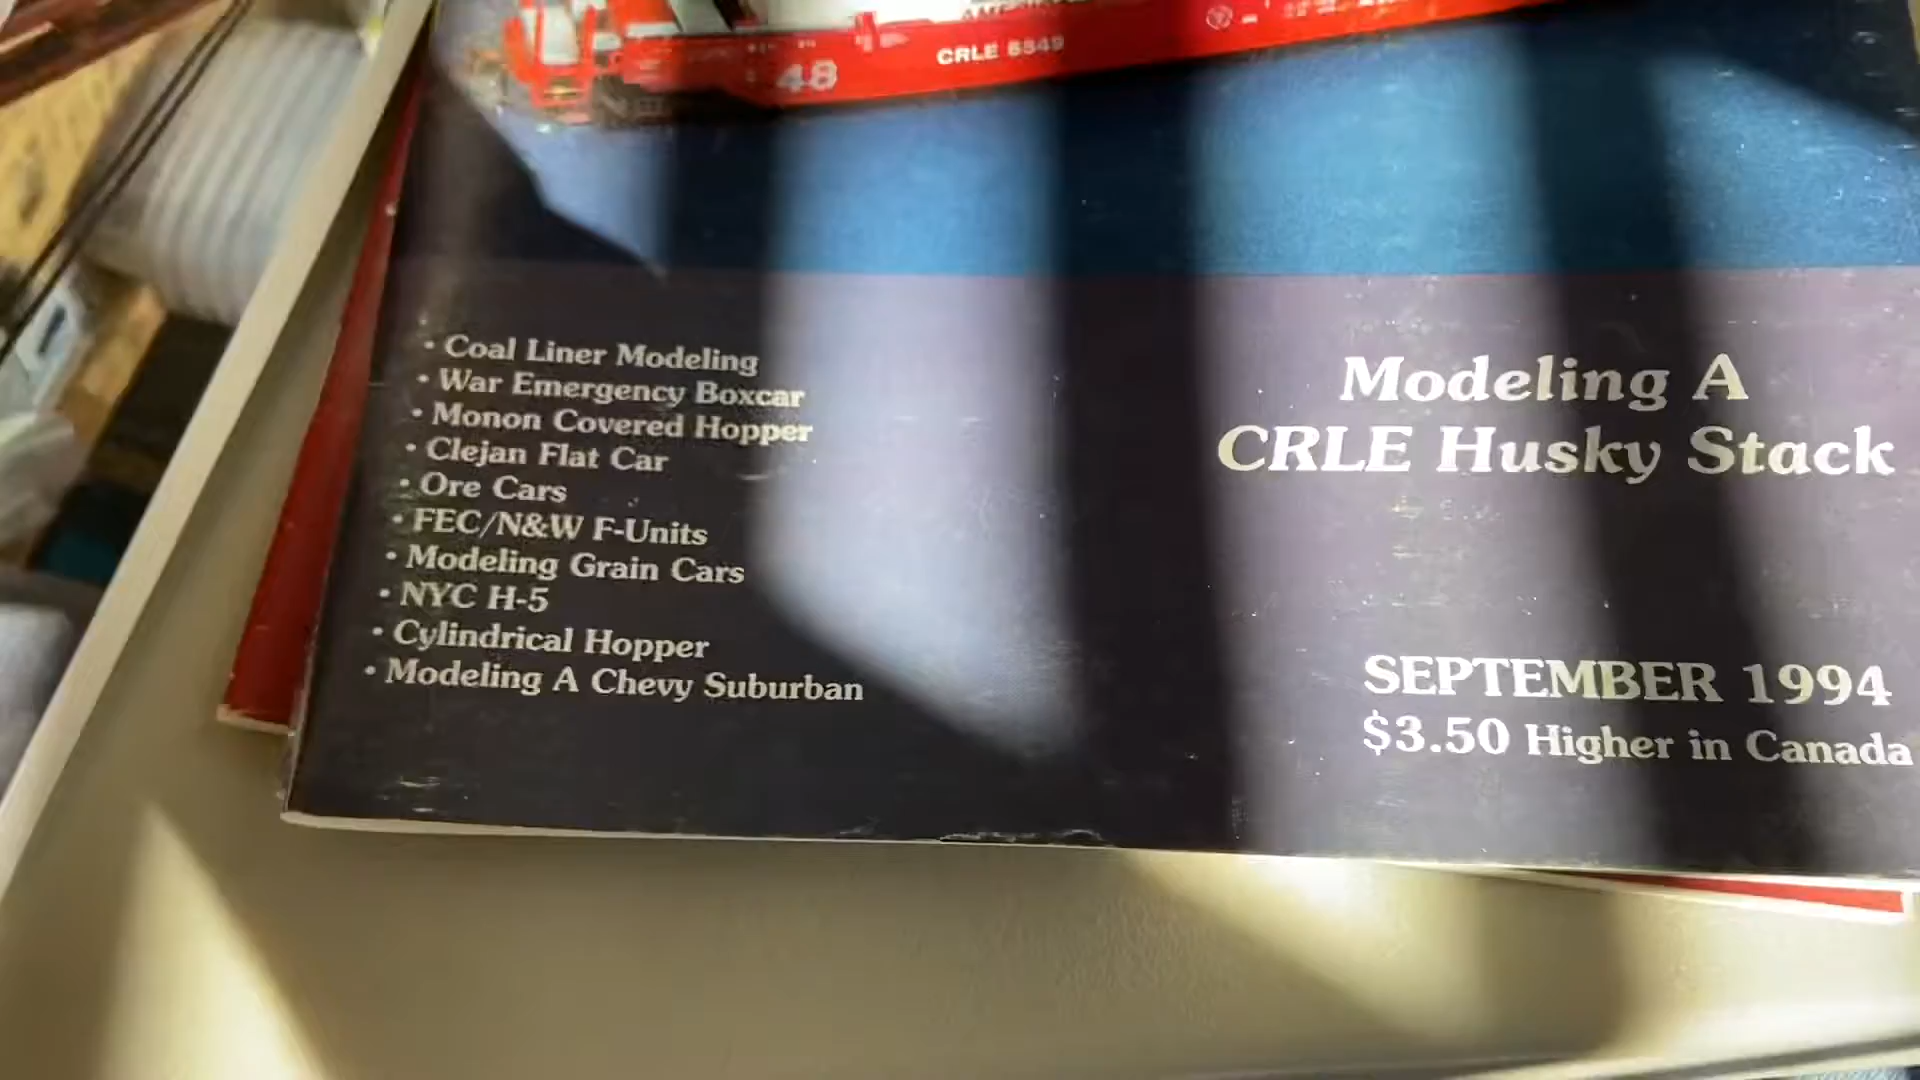 CRLE 5549
48
• Coal Liner Modeling
• War Emergency Boxcar
• Monon Covered Hopper
• Clejan Flat Car
• Ore Cars
• FEC/N&W F-Units
• Modeling Grain Cars
• NYC H-5
• Cylindrical Hopper
• Modeling A Chevy Suburban
Modeling A
CRLE Husky Stack
SEPTEMBER 1994
$3.50 Higher in Canada